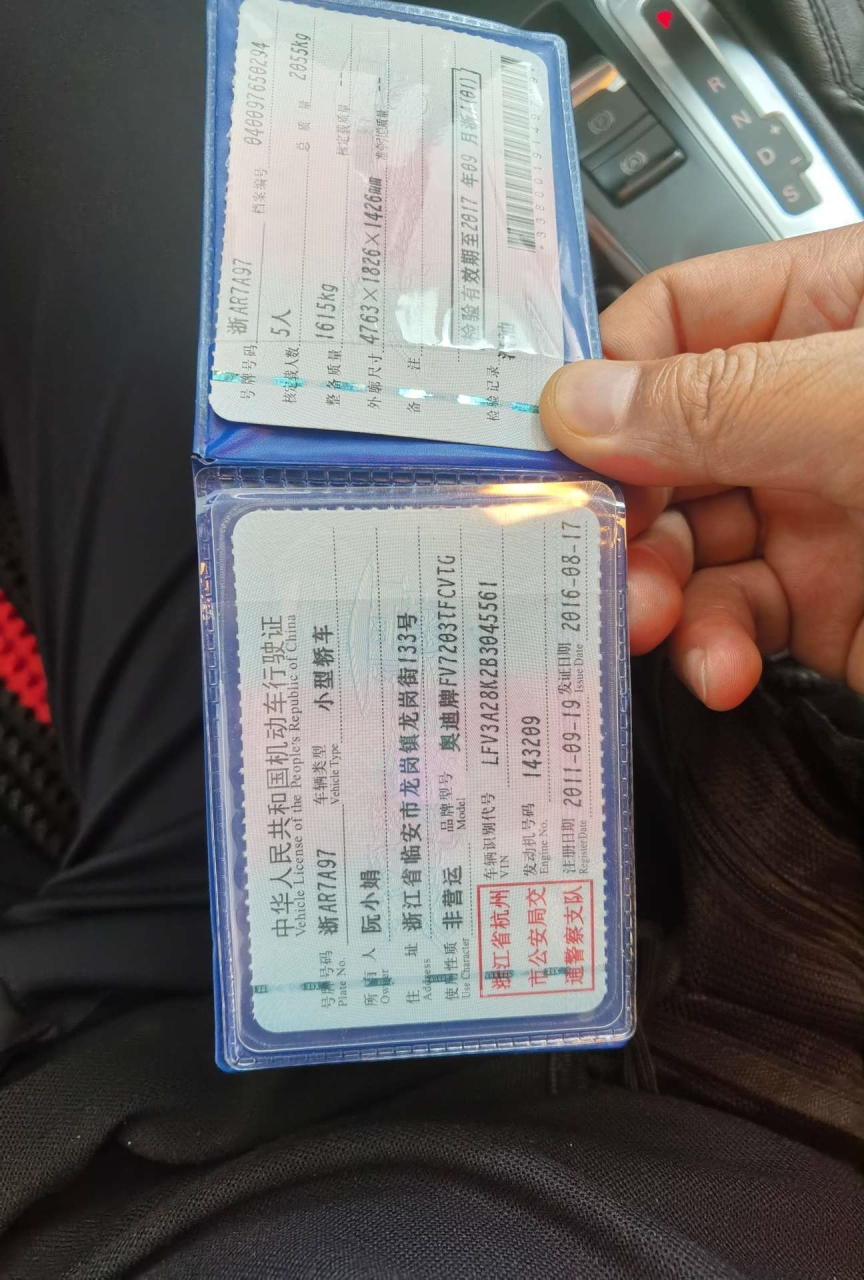 中华人民共和国机动车行驶证
Vehicle License of the People's Republic of China
号牌号码 浙AR7A97 车辆类型 小型轿车
Plate No. Vehicle Type
所有人 阮小娟
Owner
住址 浙江省临安市龙岗镇龙岗街133号
Address
使用性质 非营运 品牌型号 奥迪牌FV7203TFCVTG
Use Character Model
浙江省杭州
市公安局交
通警察支队
车辆识别代号 LFV3A28K2B3045561
VIN
发动机号码 143209
Engine No.
注册日期 2011-09-19 发证日期 2016-08-17
Register Date Issue Date
号牌号码 浙AR7A97 档案编号 040097650294
核定载人数 5人 总质量 2055kg
整备质量 1615kg 核定载质量 --
外廓尺寸 4763×1826×1426mm 准牵引总质量 --
备注
检验有效期至2017年09月浙A(01)
检验记录
R
N
D
S
+
-